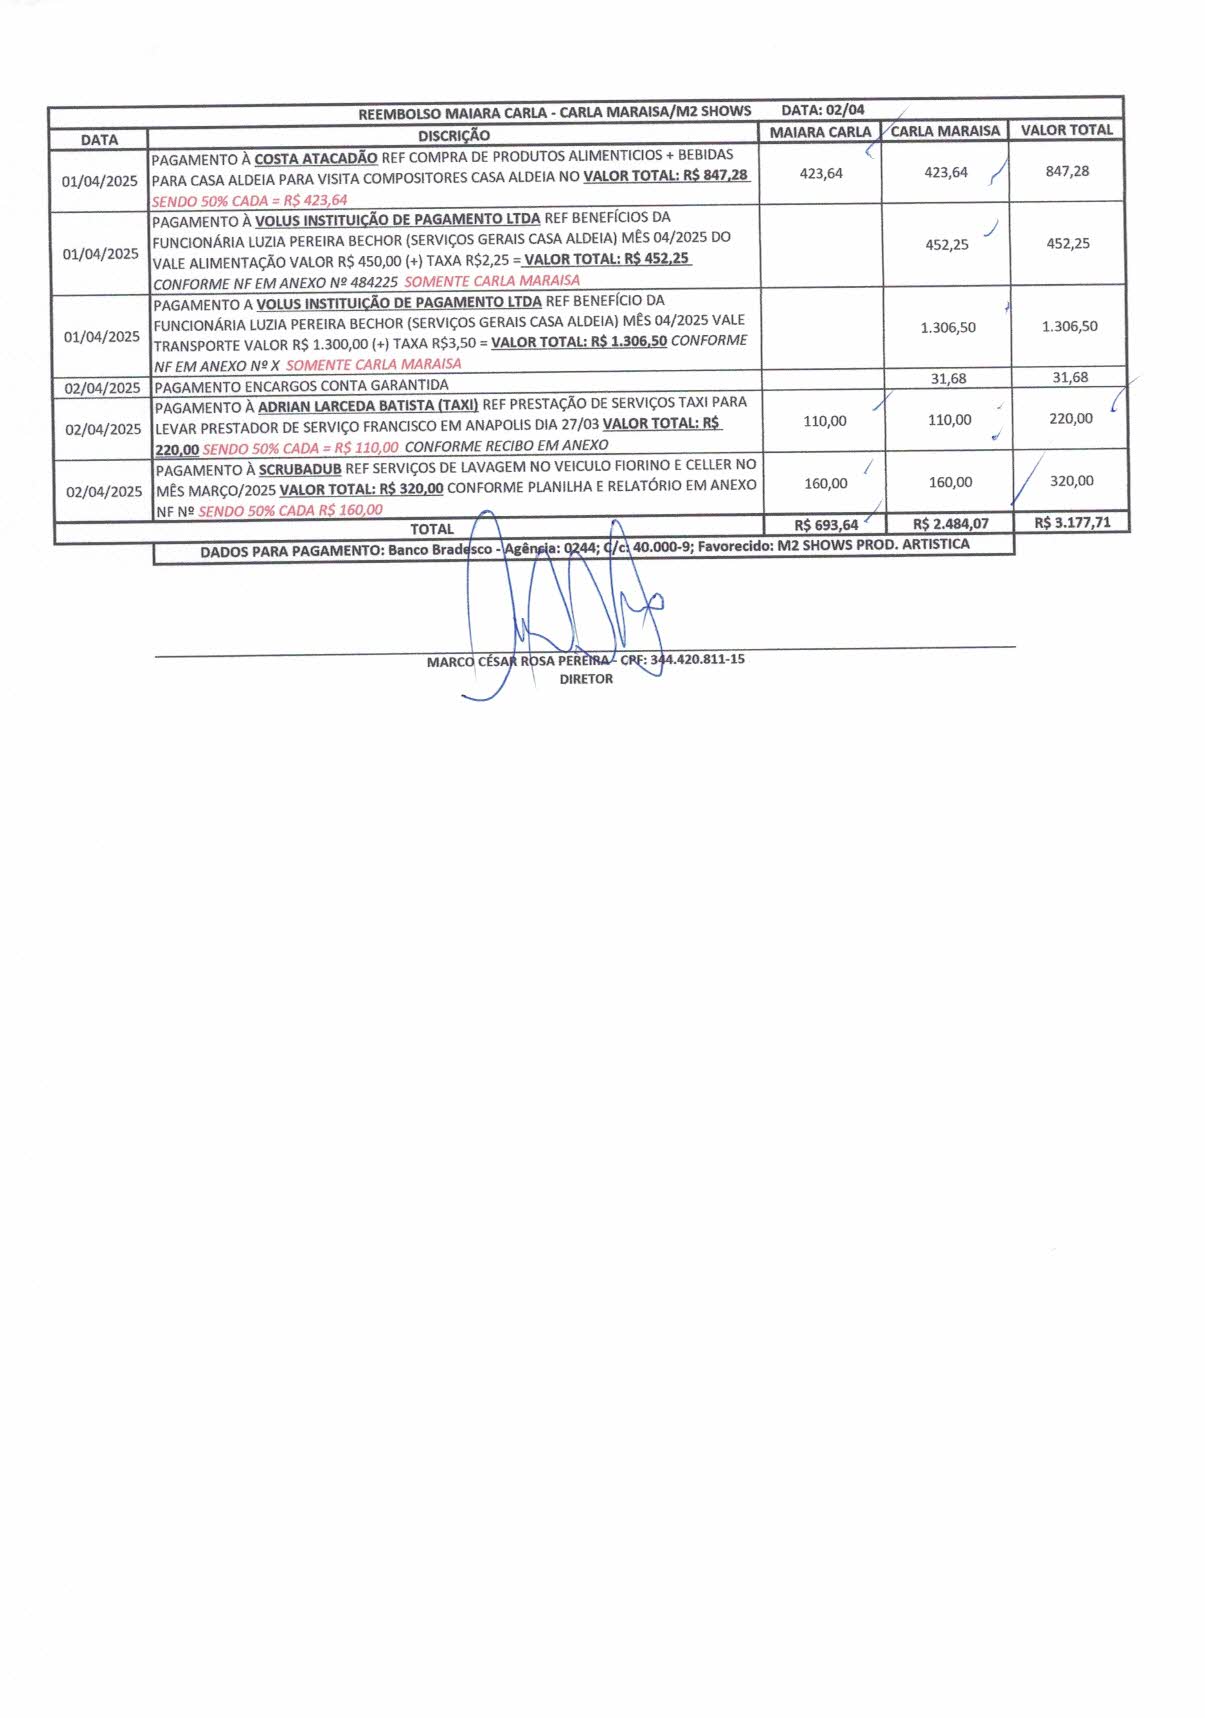 REEMBOLSO MAIARA CARLA - CARLA MARAISA/M2 SHOWS DATA: 02/04
DATA DISCRIÇÃO MAIARA CARLA CARLA MARAISA VALOR TOTAL
PAGAMENTO À COSTA ATACADÃO REF COMPRA DE PRODUTOS ALIMENTICIOS + BEBIDAS
01/04/2025 PARA CASA ALDEIA PARA VISITA COMPOSITORES CASA ALDEIA NO VALOR TOTAL: R$ 847,28 423,64 423,64 847,28
SENDO 50% CADA = R$ 423,64
PAGAMENTO À VOLUS INSTITUIÇÃO DE PAGAMENTO LTDA REF BENEFÍCIOS DA
FUNCIONÁRIA LUZIA PEREIRA BECHOR (SERVIÇOS GERAIS CASA ALDEIA) MÊS 04/2025 DO
01/04/2025 VALE ALIMENTAÇÃO VALOR R$ 450,00 (+) TAXA R$2,25 = VALOR TOTAL: R$ 452,25 452,25 452,25
CONFORME NF EM ANEXO Nº 484225 SOMENTE CARLA MARAISA
PAGAMENTO A VOLUS INSTITUIÇÃO DE PAGAMENTO LTDA REF BENEFÍCIO DA
FUNCIONÁRIA LUZIA PEREIRA BECHOR (SERVIÇOS GERAIS CASA ALDEIA) MÊS 04/2025 VALE
01/04/2025 TRANSPORTE VALOR R$ 1.300,00 (+) TAXA R$3,50 = VALOR TOTAL: R$ 1.306,50 CONFORME 1.306,50 1.306,50
NF EM ANEXO Nº X SOMENTE CARLA MARAISA
02/04/2025 PAGAMENTO ENCARGOS CONTA GARANTIDA 31,68 31,68
PAGAMENTO À ADRIAN LARCEDA BATISTA (TAXI) REF PRESTAÇÃO DE SERVIÇOS TAXI PARA
02/04/2025 LEVAR PRESTADOR DE SERVIÇO FRANCISCO EM ANAPOLIS DIA 27/03 VALOR TOTAL: R$ 110,00 110,00 220,00
220,00 SENDO 50% CADA = R$ 110,00 CONFORME RECIBO EM ANEXO
PAGAMENTO À SCRUBADUB REF SERVIÇOS DE LAVAGEM NO VEICULO FIORINO E CELLER NO
02/04/2025 MÊS MARÇO/2025 VALOR TOTAL: R$ 320,00 CONFORME PLANILHA E RELATÓRIO EM ANEXO 160,00 160,00 320,00
NF Nº SENDO 50% CADA R$ 160,00
TOTAL R$ 693,64 R$ 2.484,07 R$ 3.177,71
DADOS PARA PAGAMENTO: Banco Bradesco - Agência: 0244; C/c: 40.000-9; Favorecido: M2 SHOWS PROD. ARTISTICA
MARCO CÉSAR ROSA PEREIRA - CPF: 344.420.811-15
DIRETOR